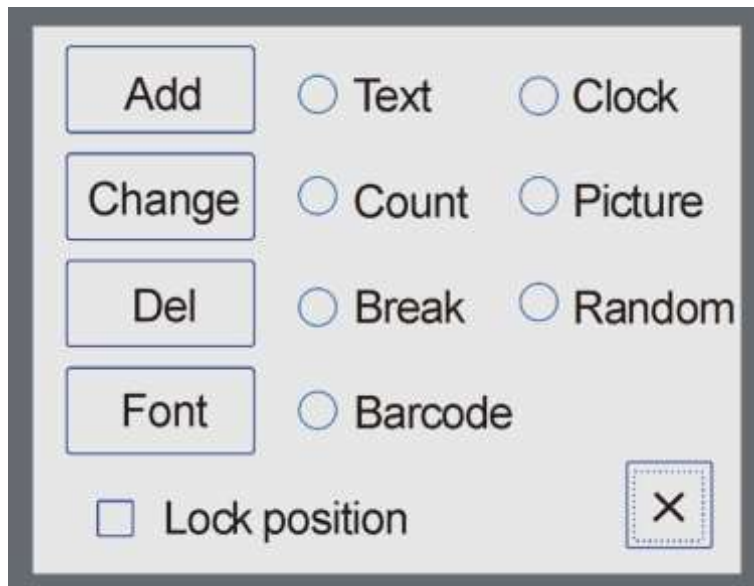 Add Text Clock
Change Count Picture
Del Break Random
Font Barcode
Lock position
×